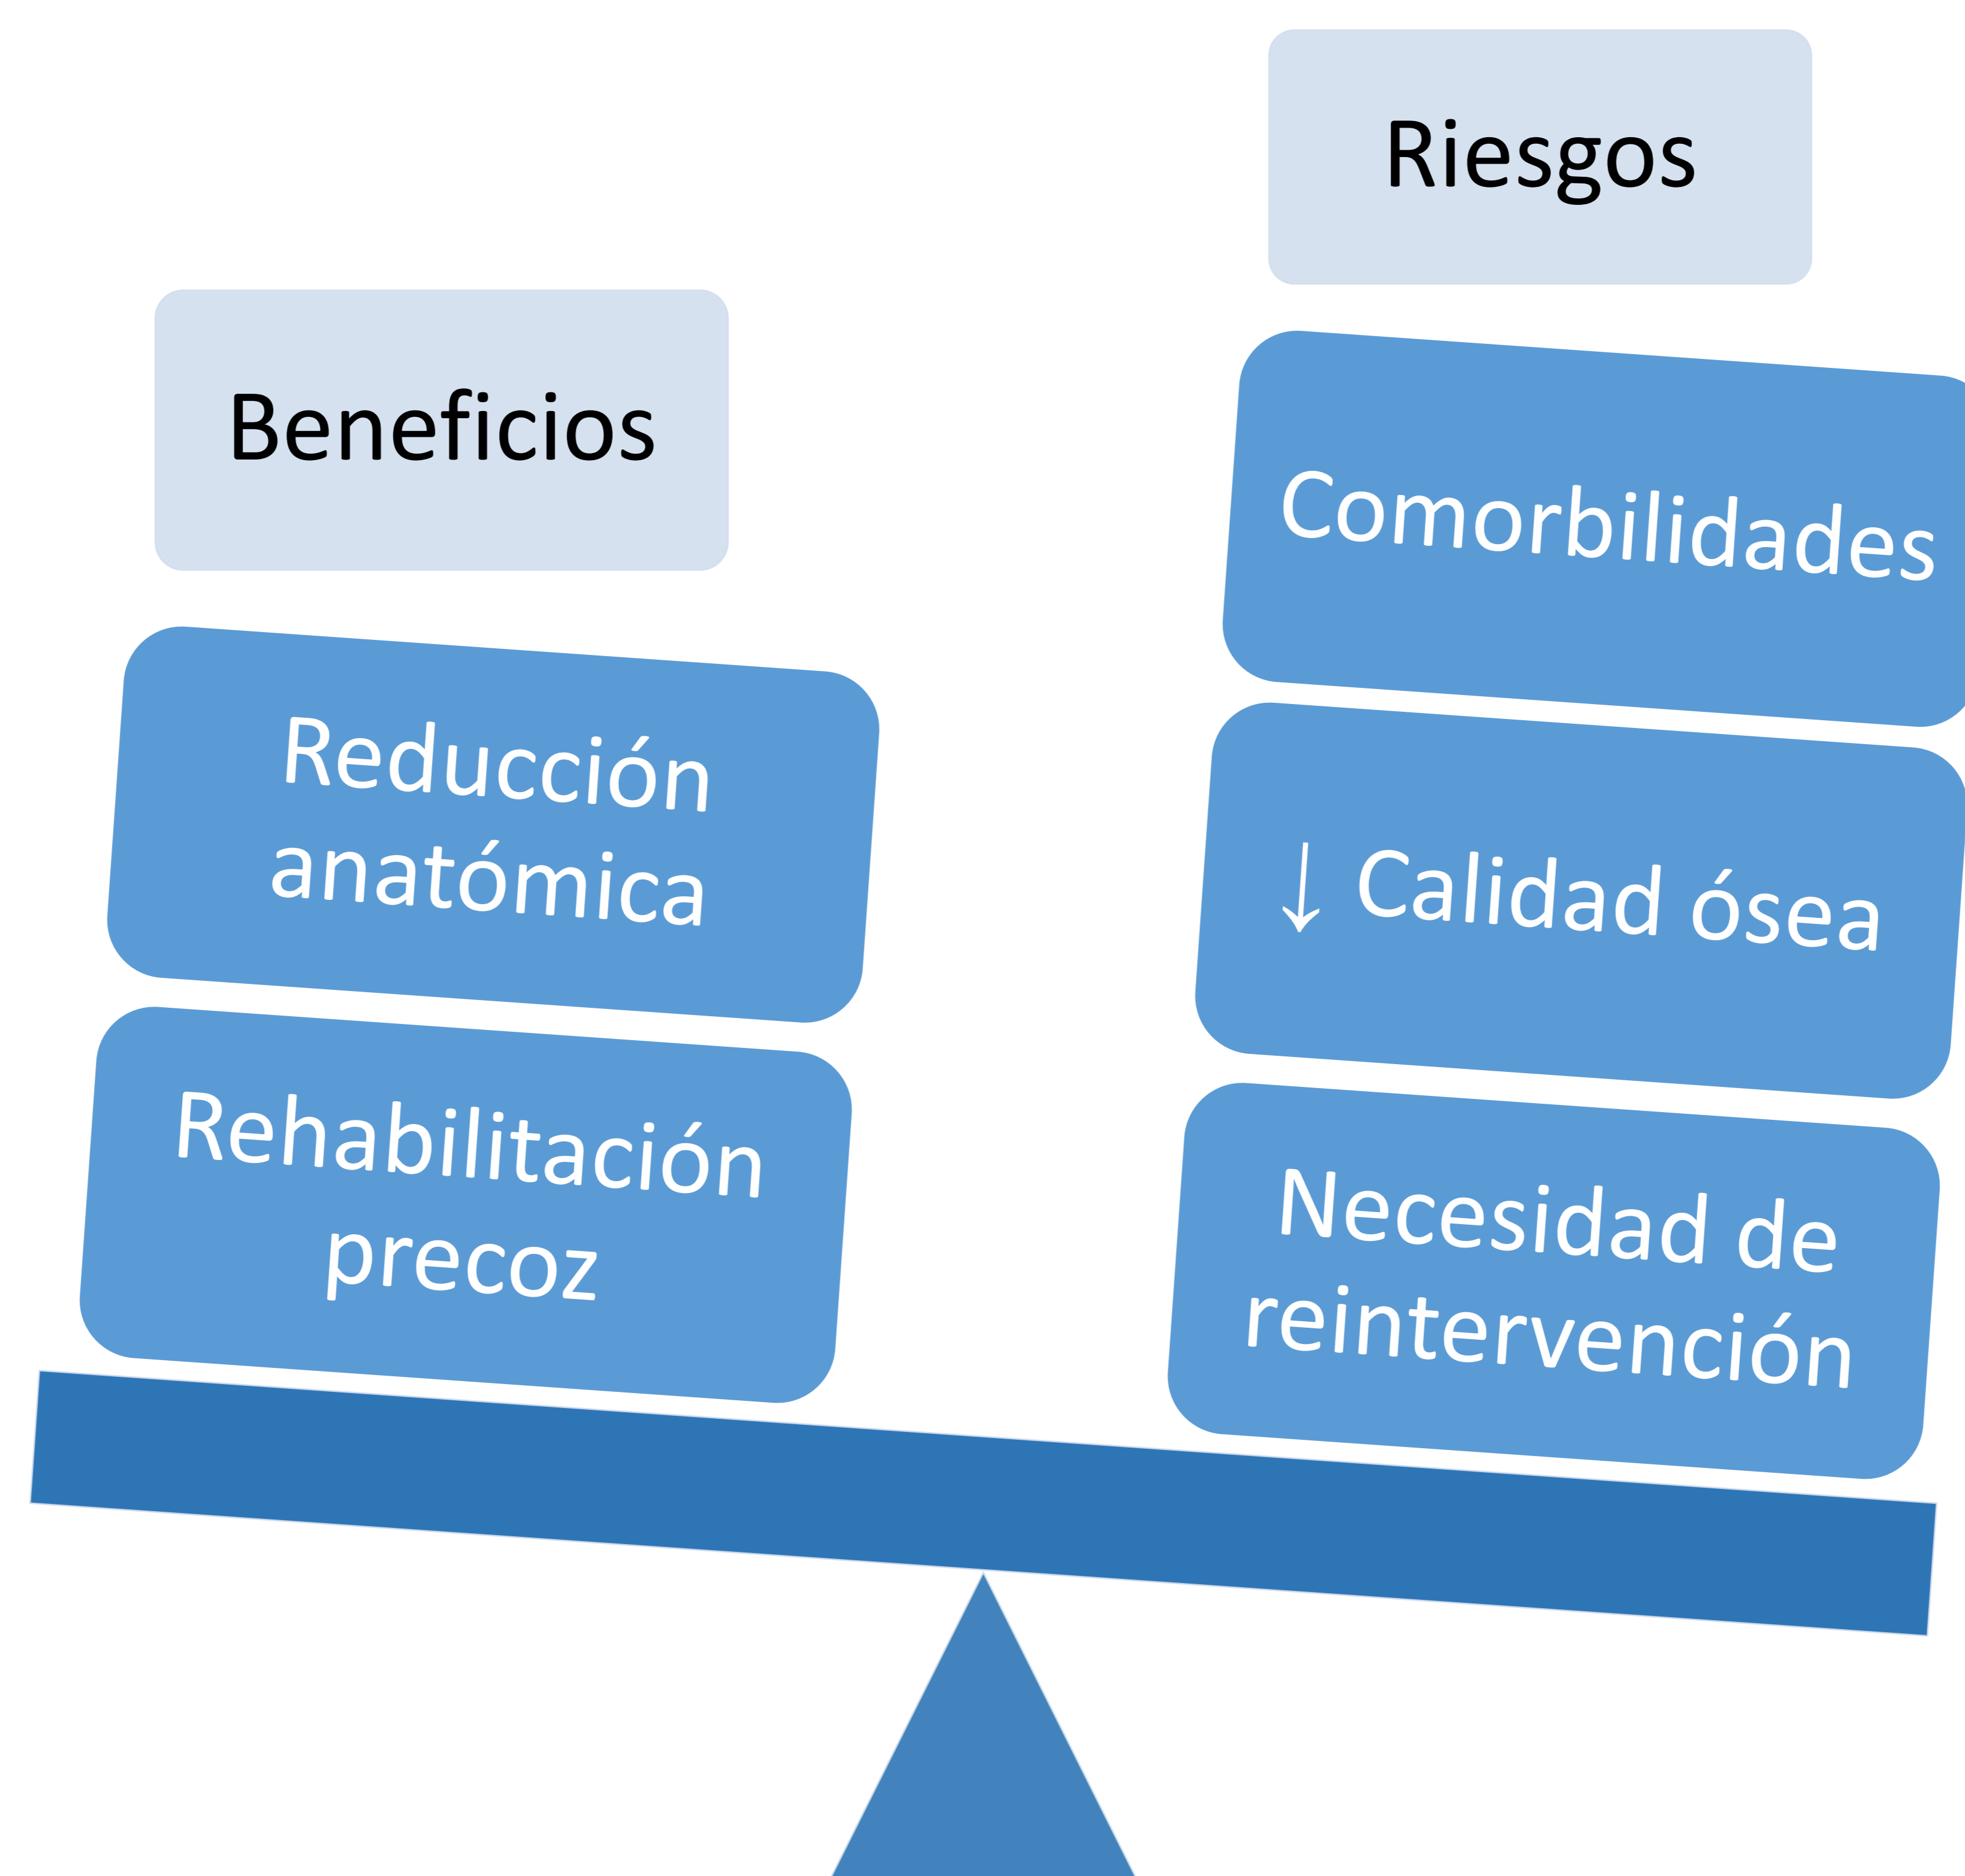 Beneficios
Reducción
anatómica
Rehabilitación
precoz
Riesgos
Comorbilidades
↓ Calidad ósea
Necesidad de
reintervención